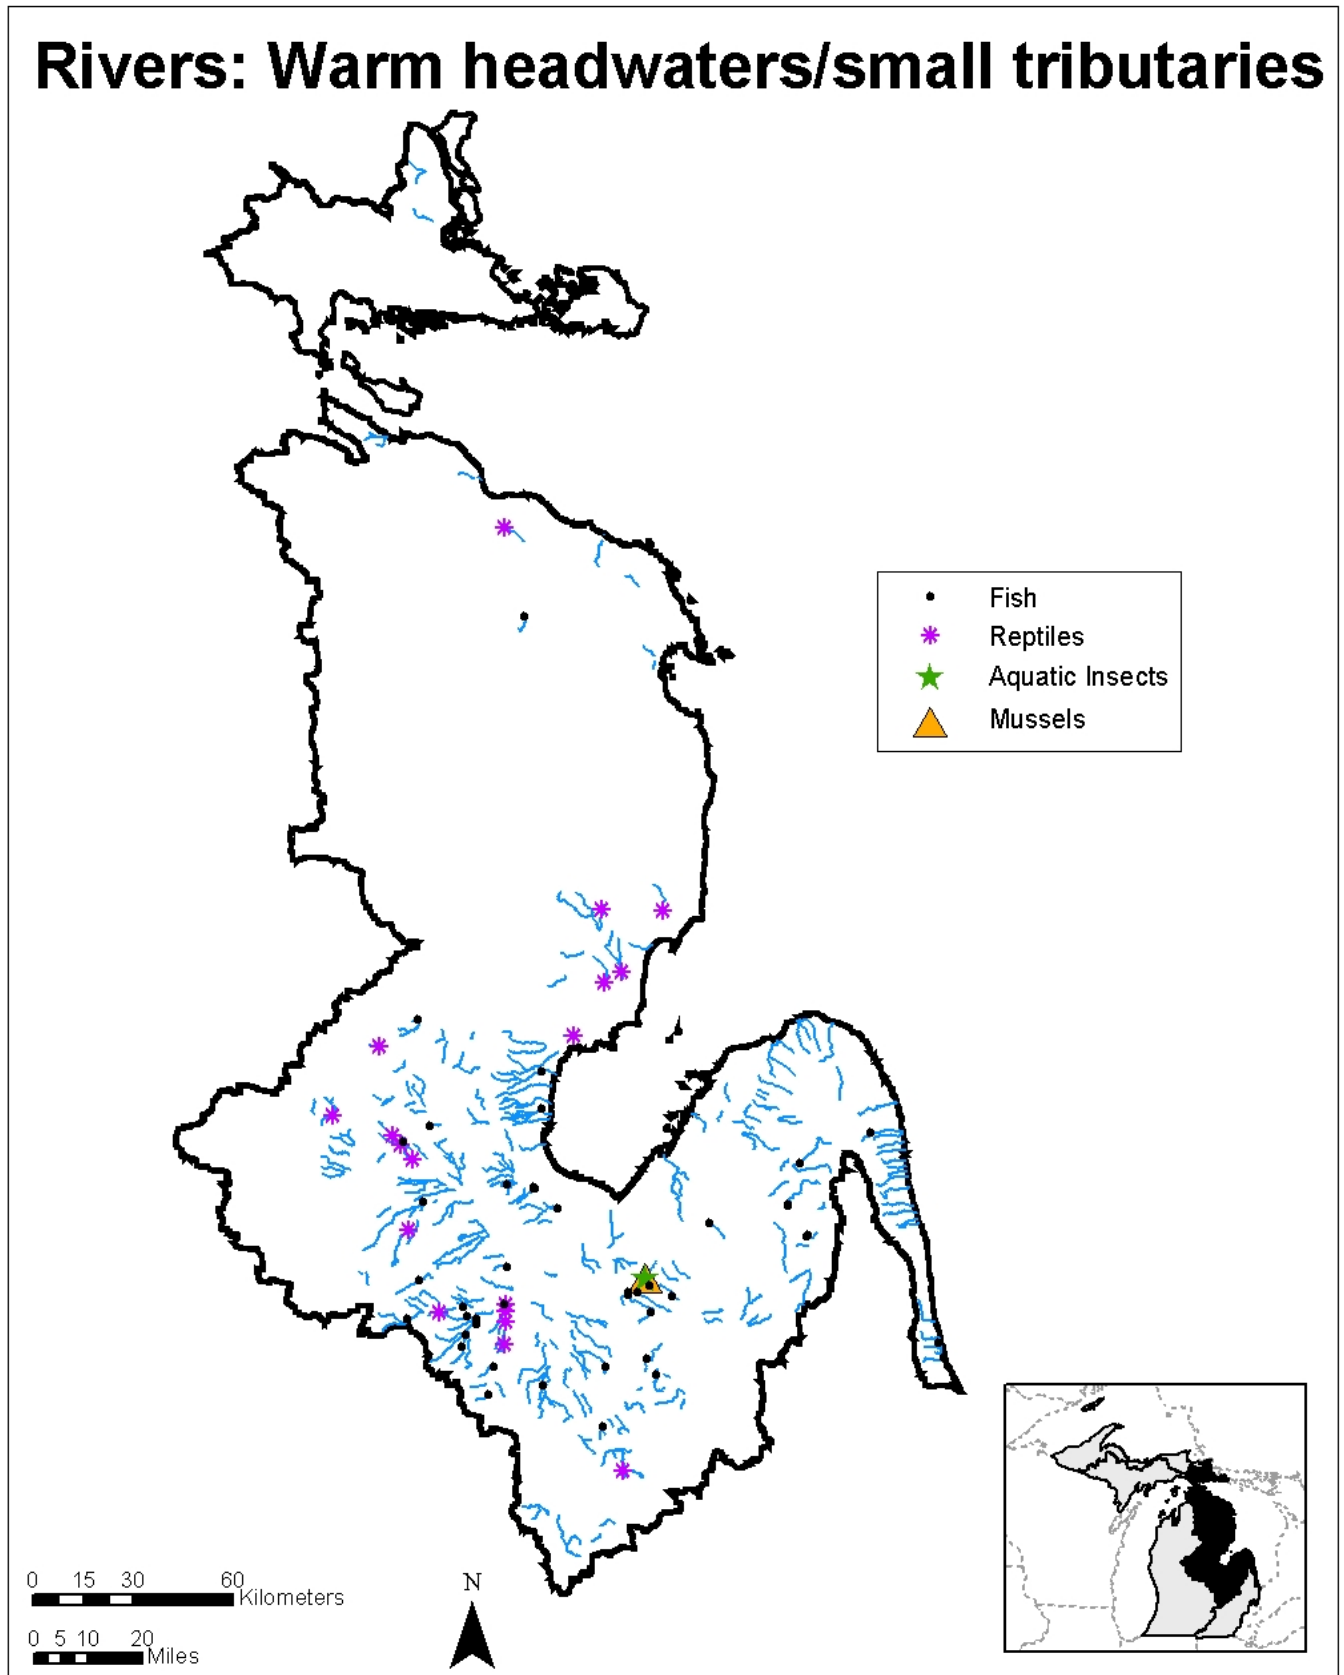 Rivers: Warm headwaters/small tributaries
Fish
Reptiles
Aquatic Insects
Mussels
0 15 30 60
Kilometers
0 5 10 20
Miles
N